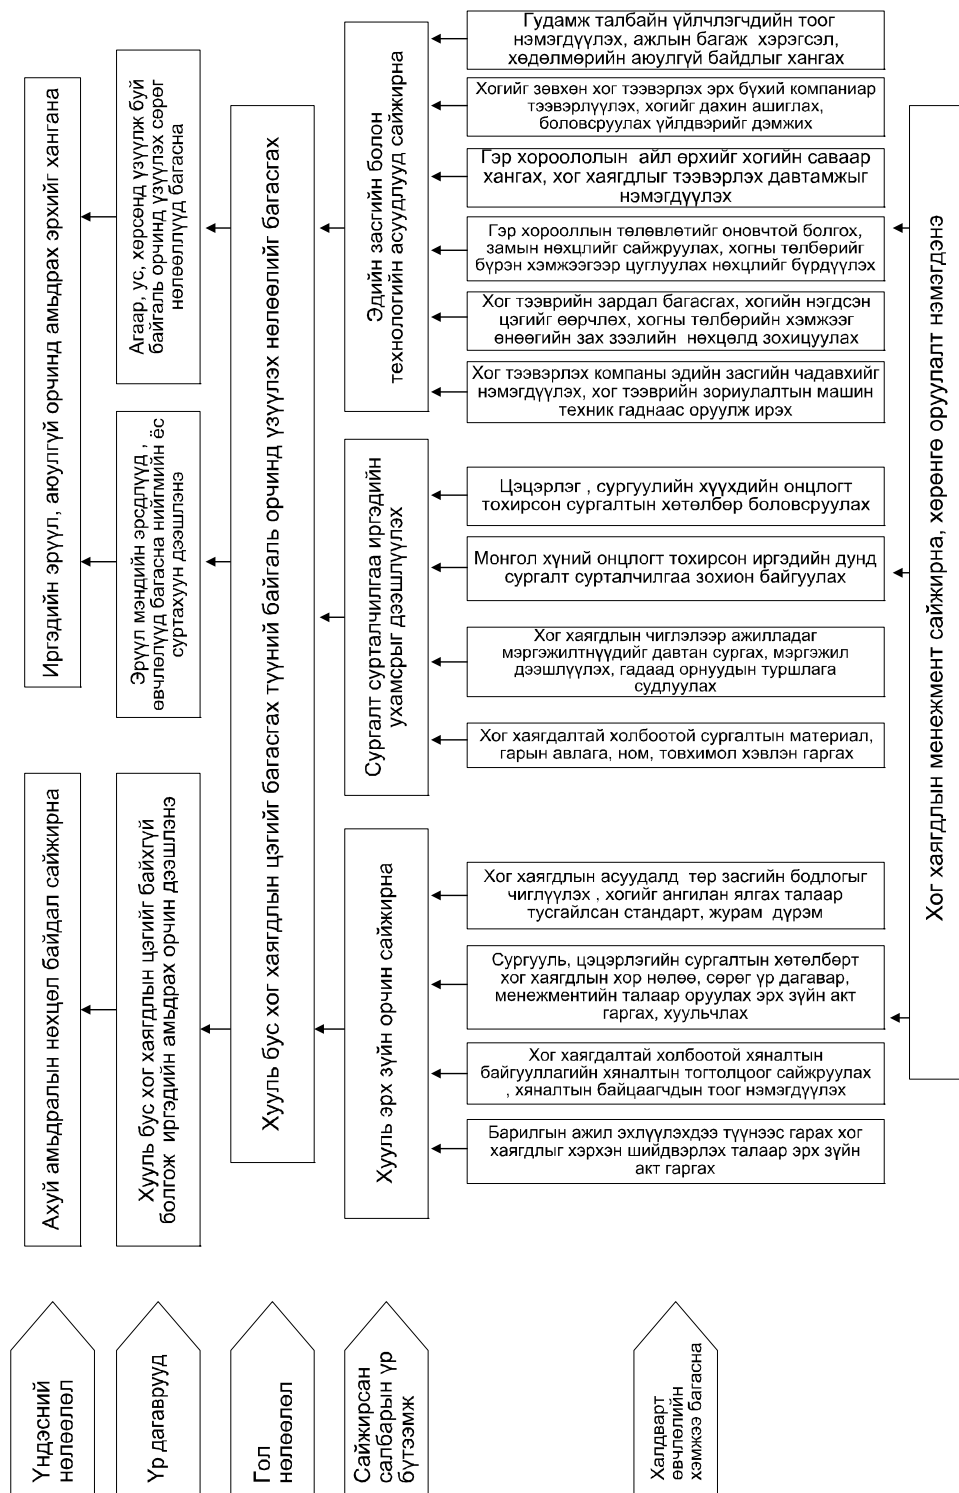 Гудамж талбайн үйлчлэгчдийн тоог
нэмэгдүүлэх, ажлын багаж хэрэгсэл,
хөдөлмөрийн аюулгүй байдлыг хангах
Хогийг зөвхөн хог тээвэрлэх эрх бүхий компаниар
тээвэрлүүлэх, хогийг дахин ашиглах,
боловсруулах үйлдвэрийг дэмжих
Гэр хороололын айл өрхийг хогийн саваар
хангах, хог хаягдлыг тээвэрлэх давтамжыг
нэмэгдүүлэх
Гэр хорооллын төлөвлөтийг оновчтой болгох,
замын нөхцлийг сайжруулах, хогны төлбөрийг
бүрэн хэмжээгээр цуглуулах нөхцлийг бүрдүүлэх
Хог тээврийн зардал багасгах, хогийн нэгдсэн
цэгийг өөрчлөх, хогны төлбөрийн хэмжээг
өнөөгийн зах зээлийн нөхцөлд зохицуулах
Хог тээвэрлэх компаны эдийн засгийн чадавхийг
нэмэгдүүлэх, хог тээврийн зориулалтын машин
техник гаднаас оруулж ирэх
Цэцэрлэг , сургуулийн хүүхдийн онцлогт
тохирсон сургалтын хөтөлбөр боловсруулах
Монгол хүний онцлогт тохирсон иргэдийн дунд
сургалт сурталчилгаа зохион байгуулах
Хог хаягдлын чиглэлээр ажилладаг
мэргэжилтнүүдийг давтан сургах, мэргэжил
дээшлүүлэх, гадаад орнуудын туршлага
судлуулах
Хог хаягдалтай холбоотой сургалтын материал,
гарын авлага, ном, товхимол хэвлэн гаргах
Хог хаягдлын асуудалд төр засгийн бодлогыг
чиглүүлэх , хогийг ангилан ялгах талаар
тусгайлсан стандарт, журам дүрэм
Сургууль, цэцэрлэгийн сургалтын хөтөлбөрт
хог хаягдлын хор нөлөө, сөрөг үр дагавар,
менежментийн талаар оруулах эрх зүйн акт
гаргах, хуульчлах
Хог хаягдалтай холбоотой хяналтын
байгууллагийн хяналтын тогтолцоог сайжруулах
, хяналтын байцаагчдын тоог нэмэгдүүлэх
Барилгын ажил эхлүүлэхдээ түүнээс гарах хог
хаягдлыг хэрхэн шийдвэрлэх талаар эрх зүйн
акт гаргах
Иргэдийн эрүүл, аюулгүй орчинд амьдрах эрхийг хангана
Ахуй амьдралын нөхцөл байдал сайжирна
Үндэсний
нөлөөлөл
Агаар, ус, хөрсөнд үзүүлж буй
байгаль орчинд үзүүлэх сөрөг
нөлөөллүүд багасна
Эрүүл мэндийн эрсдлүүд ,
өвчлөлүүд багасна нийгмийн ёс
суртахуун дээшлэнэ
Хууль бус хог хаягдлын цэгийг байхгүй
болгож иргэдийн амьдрах орчин дээшлэнэ
Үр дагаврууд
Хууль бус хог хаягдлын цэгийг багасгах түүний байгаль орчинд үзүүлэх нөлөөлийг багасгах
Гол
нөлөөлөл
Эдийн засгийн болон
технологийн асуудлууд сайжирна
Сургалт сурталчилгаа иргэдийн
ухамсрыг дээшлүүлэх
Хууль эрх зүйн орчин сайжирна
Сайжирсан
салбарын үр
бүтээмж
Хог хаягдлын менежмент сайжирна, хөрөнгө оруулалт нэмэгдэнэ
Халдварт
өвчлөлийн
хэмжээ багасна